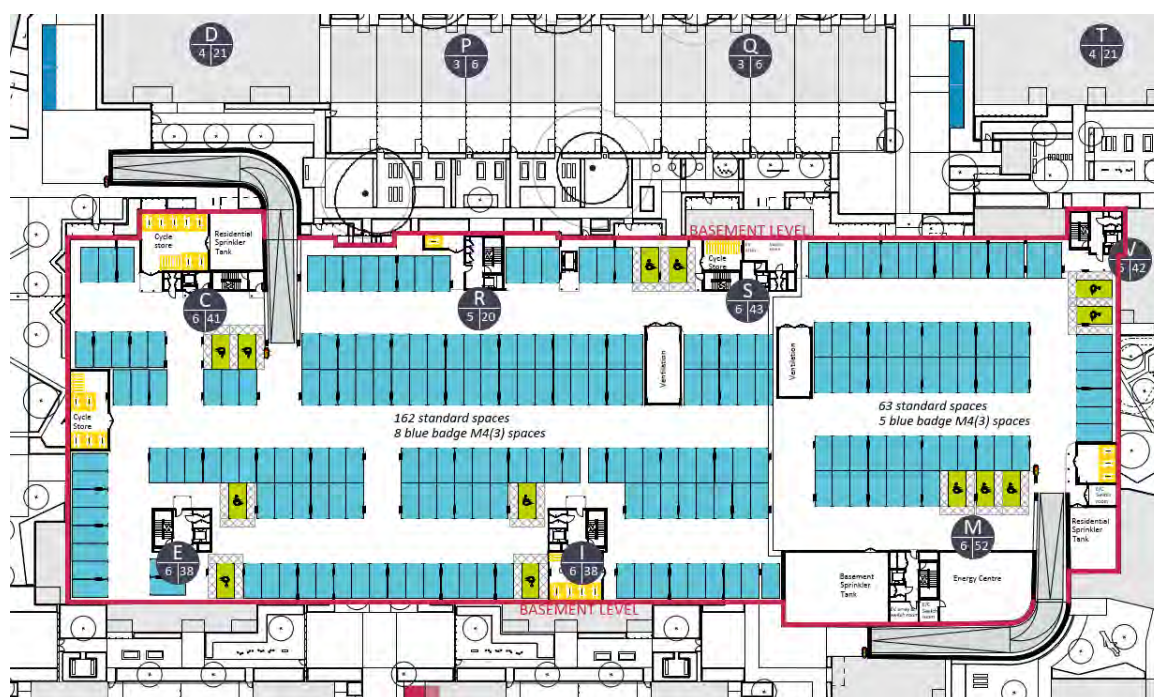 D
4 21
P
3 6
Q
3 6
T
4 21
BASEMENT LEVEL
Cycle
store
Residential
Sprinkler
Tank
Cycle
Store
C
6 41
R
5 20
S
6 43
42
Ventilation
Ventilation
Cycle
Store
162 standard spaces
8 blue badge M4(3) spaces
63 standard spaces
5 blue badge M4(3) spaces
E
6 38
I
6 38
M
6 52
Residential
Sprinkler
Tank
Basement
Sprinkler
Tank
Energy Centre
BASEMENT LEVEL